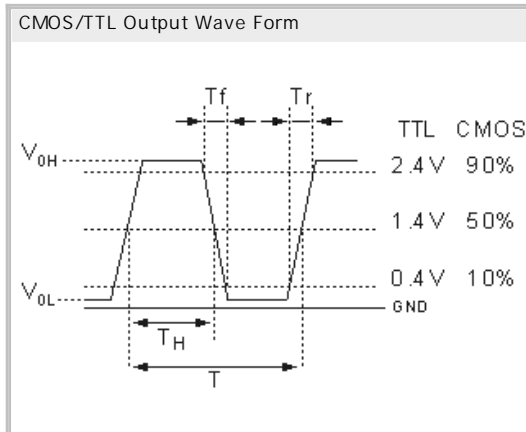 CMOS/TTL Output Wave Form
Tf Tr
TTL CMOS
V0H 2.4V 90%
1.4V 50%
0.4V 10%
V0L GND
TH
T